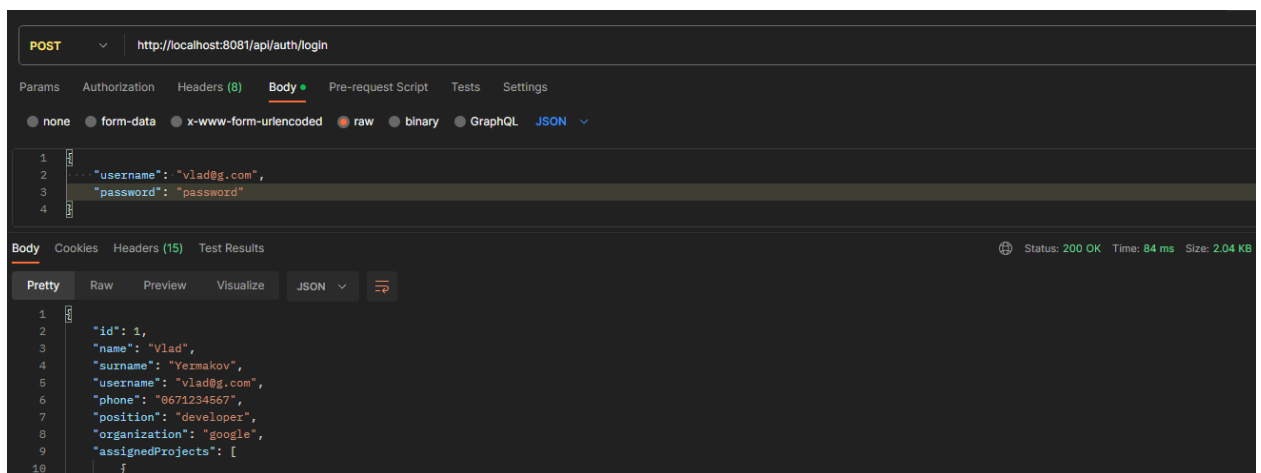 POST http://localhost:8081/api/auth/login
Params Authorization Headers (8) Body Pre-request Script Tests Settings
none form-data x-www-form-urlencoded raw binary GraphQL JSON
1 {
2 ····"username":·"vlad@g.com",
3 "password": "password"
4 }
Body Cookies Headers (15) Test Results Status: 200 OK Time: 84 ms Size: 2.04 KB
Pretty Raw Preview Visualize JSON
1 {
2 "id": 1,
3 "name": "Vlad",
4 "surname": "Yermakov",
5 "username": "vlad@g.com",
6 "phone": "0671234567",
7 "position": "developer",
8 "organization": "google",
9 "assignedProjects": [
10 {